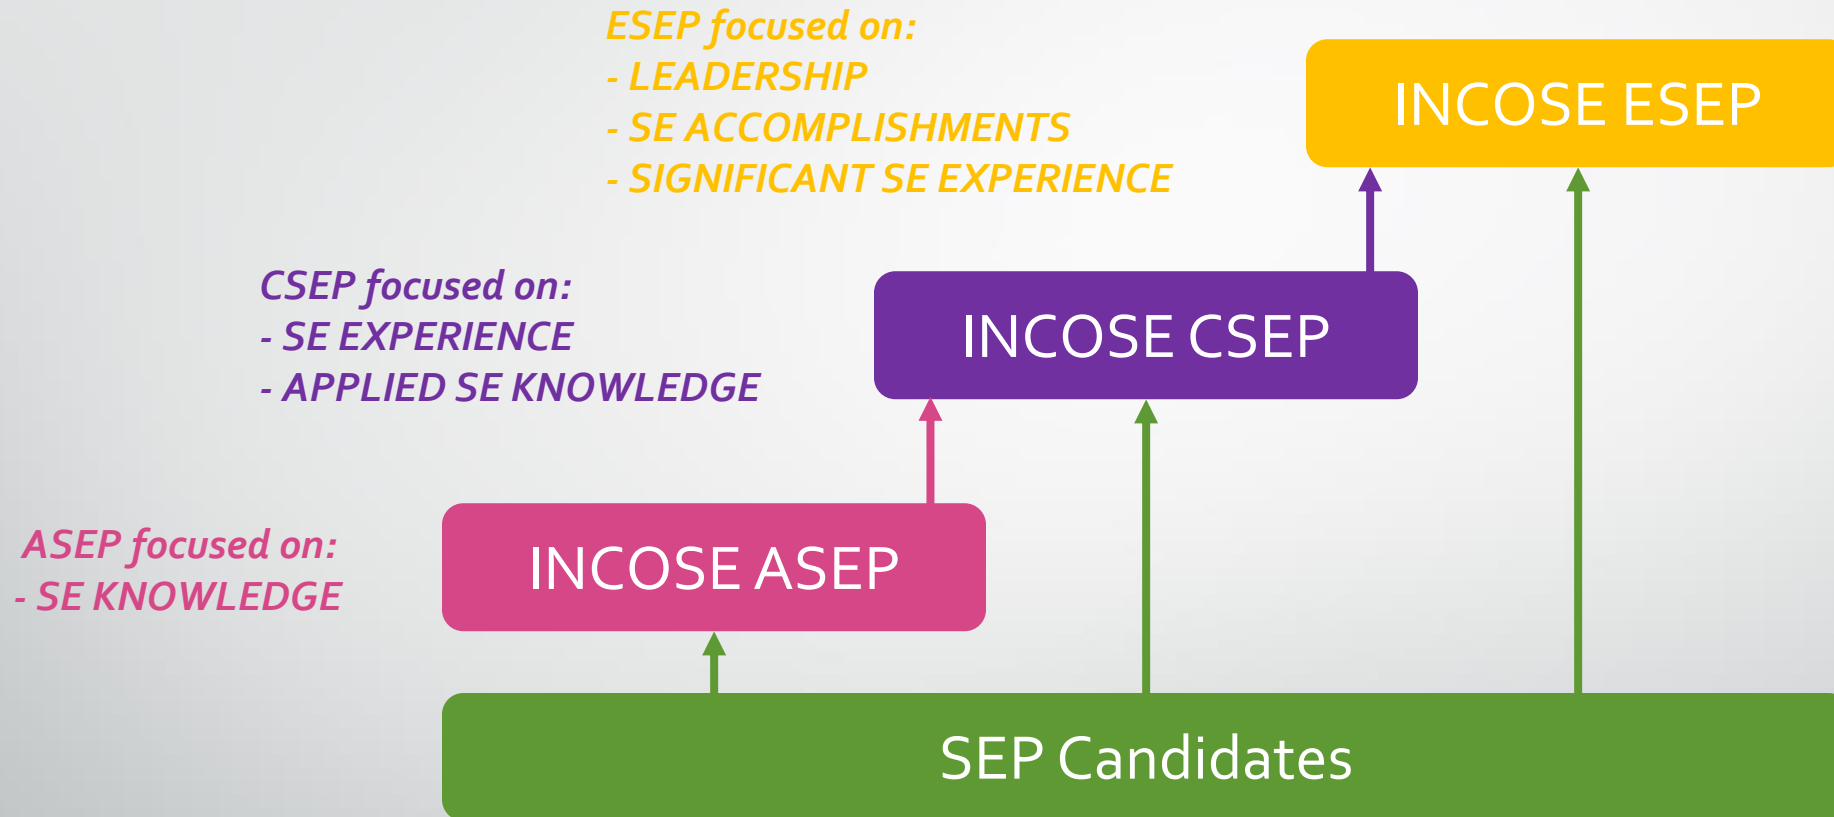 ESEP focused on:
- LEADERSHIP
- SE ACCOMPLISHMENTS
- SIGNIFICANT SE EXPERIENCE
INCOSE ESEP
CSEP focused on:
- SE EXPERIENCE
- APPLIED SE KNOWLEDGE
INCOSE CSEP
ASEP focused on:
- SE KNOWLEDGE
INCOSE ASEP
SEP Candidates